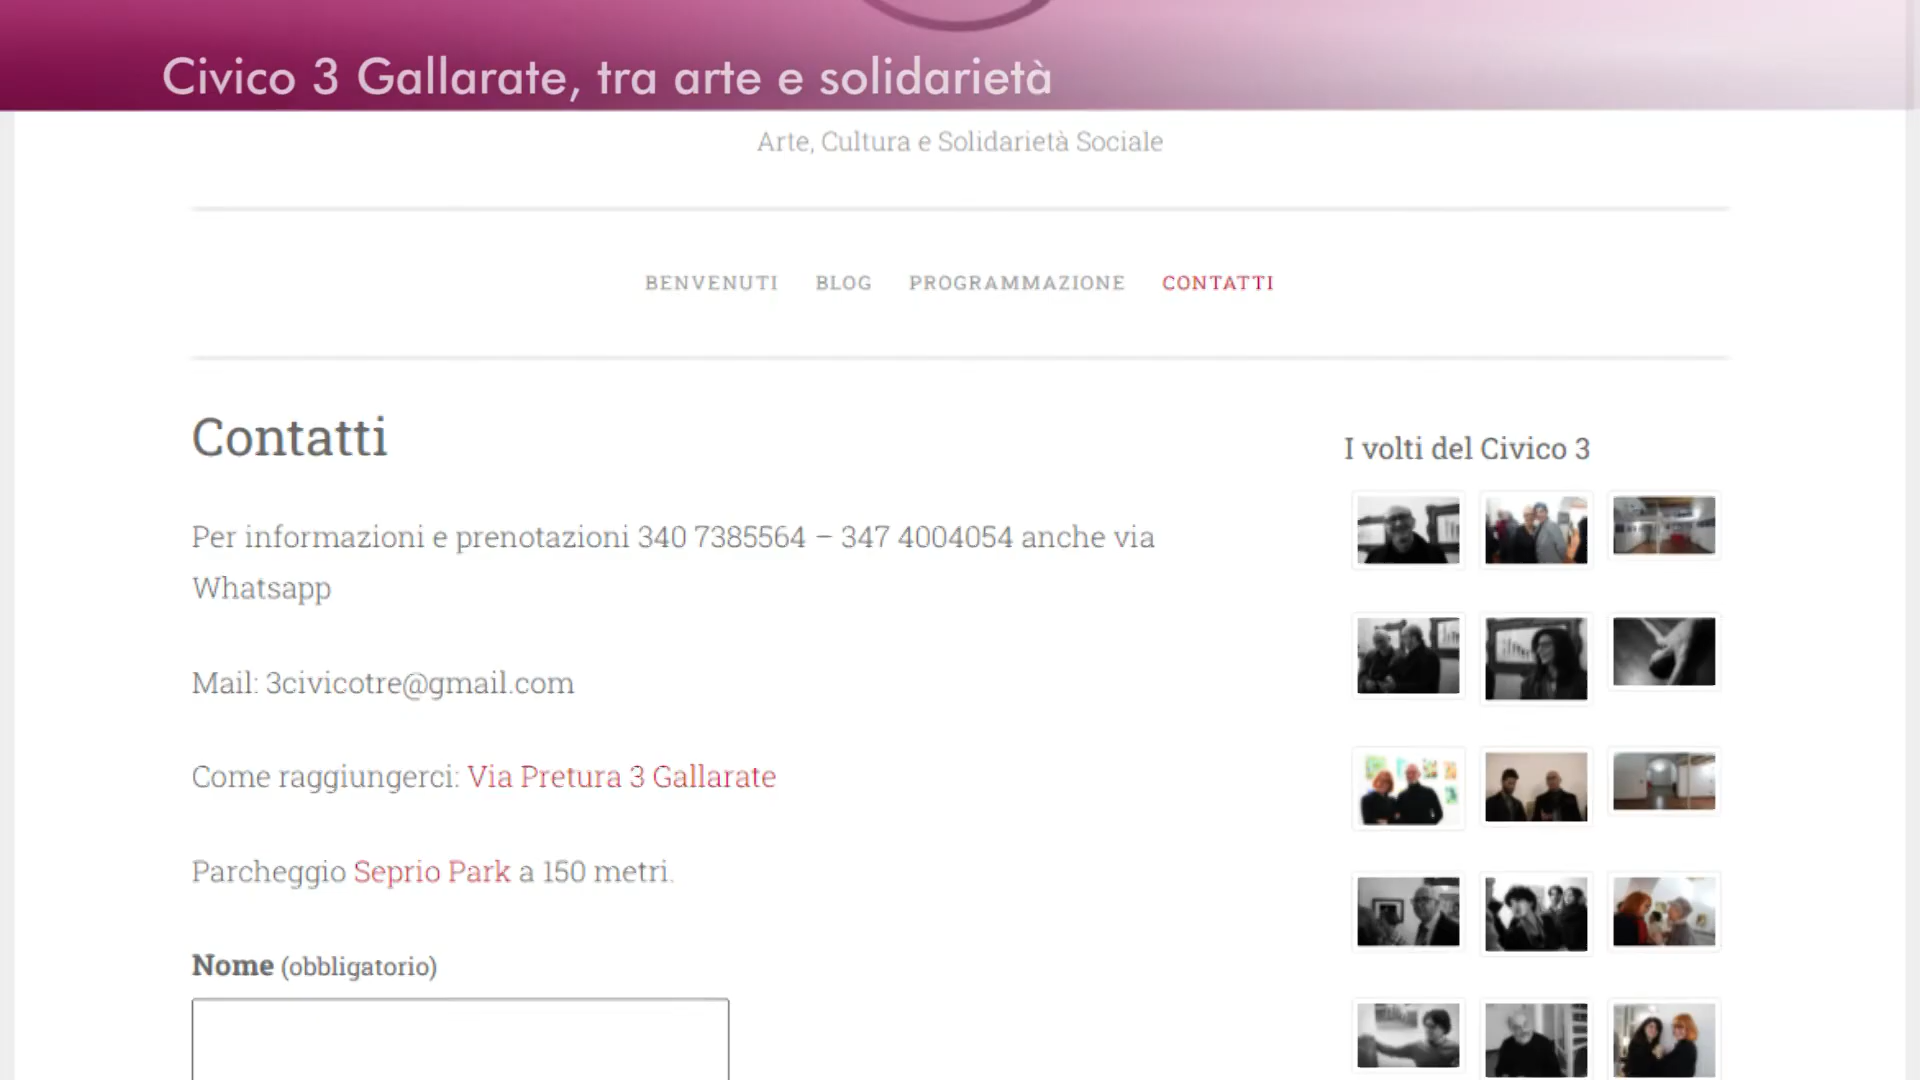 Civico 3 Gallarate, tra arte e solidarietà
Arte, Cultura e Solidarietà Sociale
BENVENUTI BLOG PROGRAMMAZIONE CONTATTI
Contatti
Per informazioni e prenotazioni 340 7385564 – 347 4004054 anche via
Whatsapp
Mail: 3civicotre@gmail.com
Come raggiungerci: Via Pretura 3 Gallarate
Parcheggio Seprio Park a 150 metri.
Nome (obbligatorio)
I volti del Civico 3